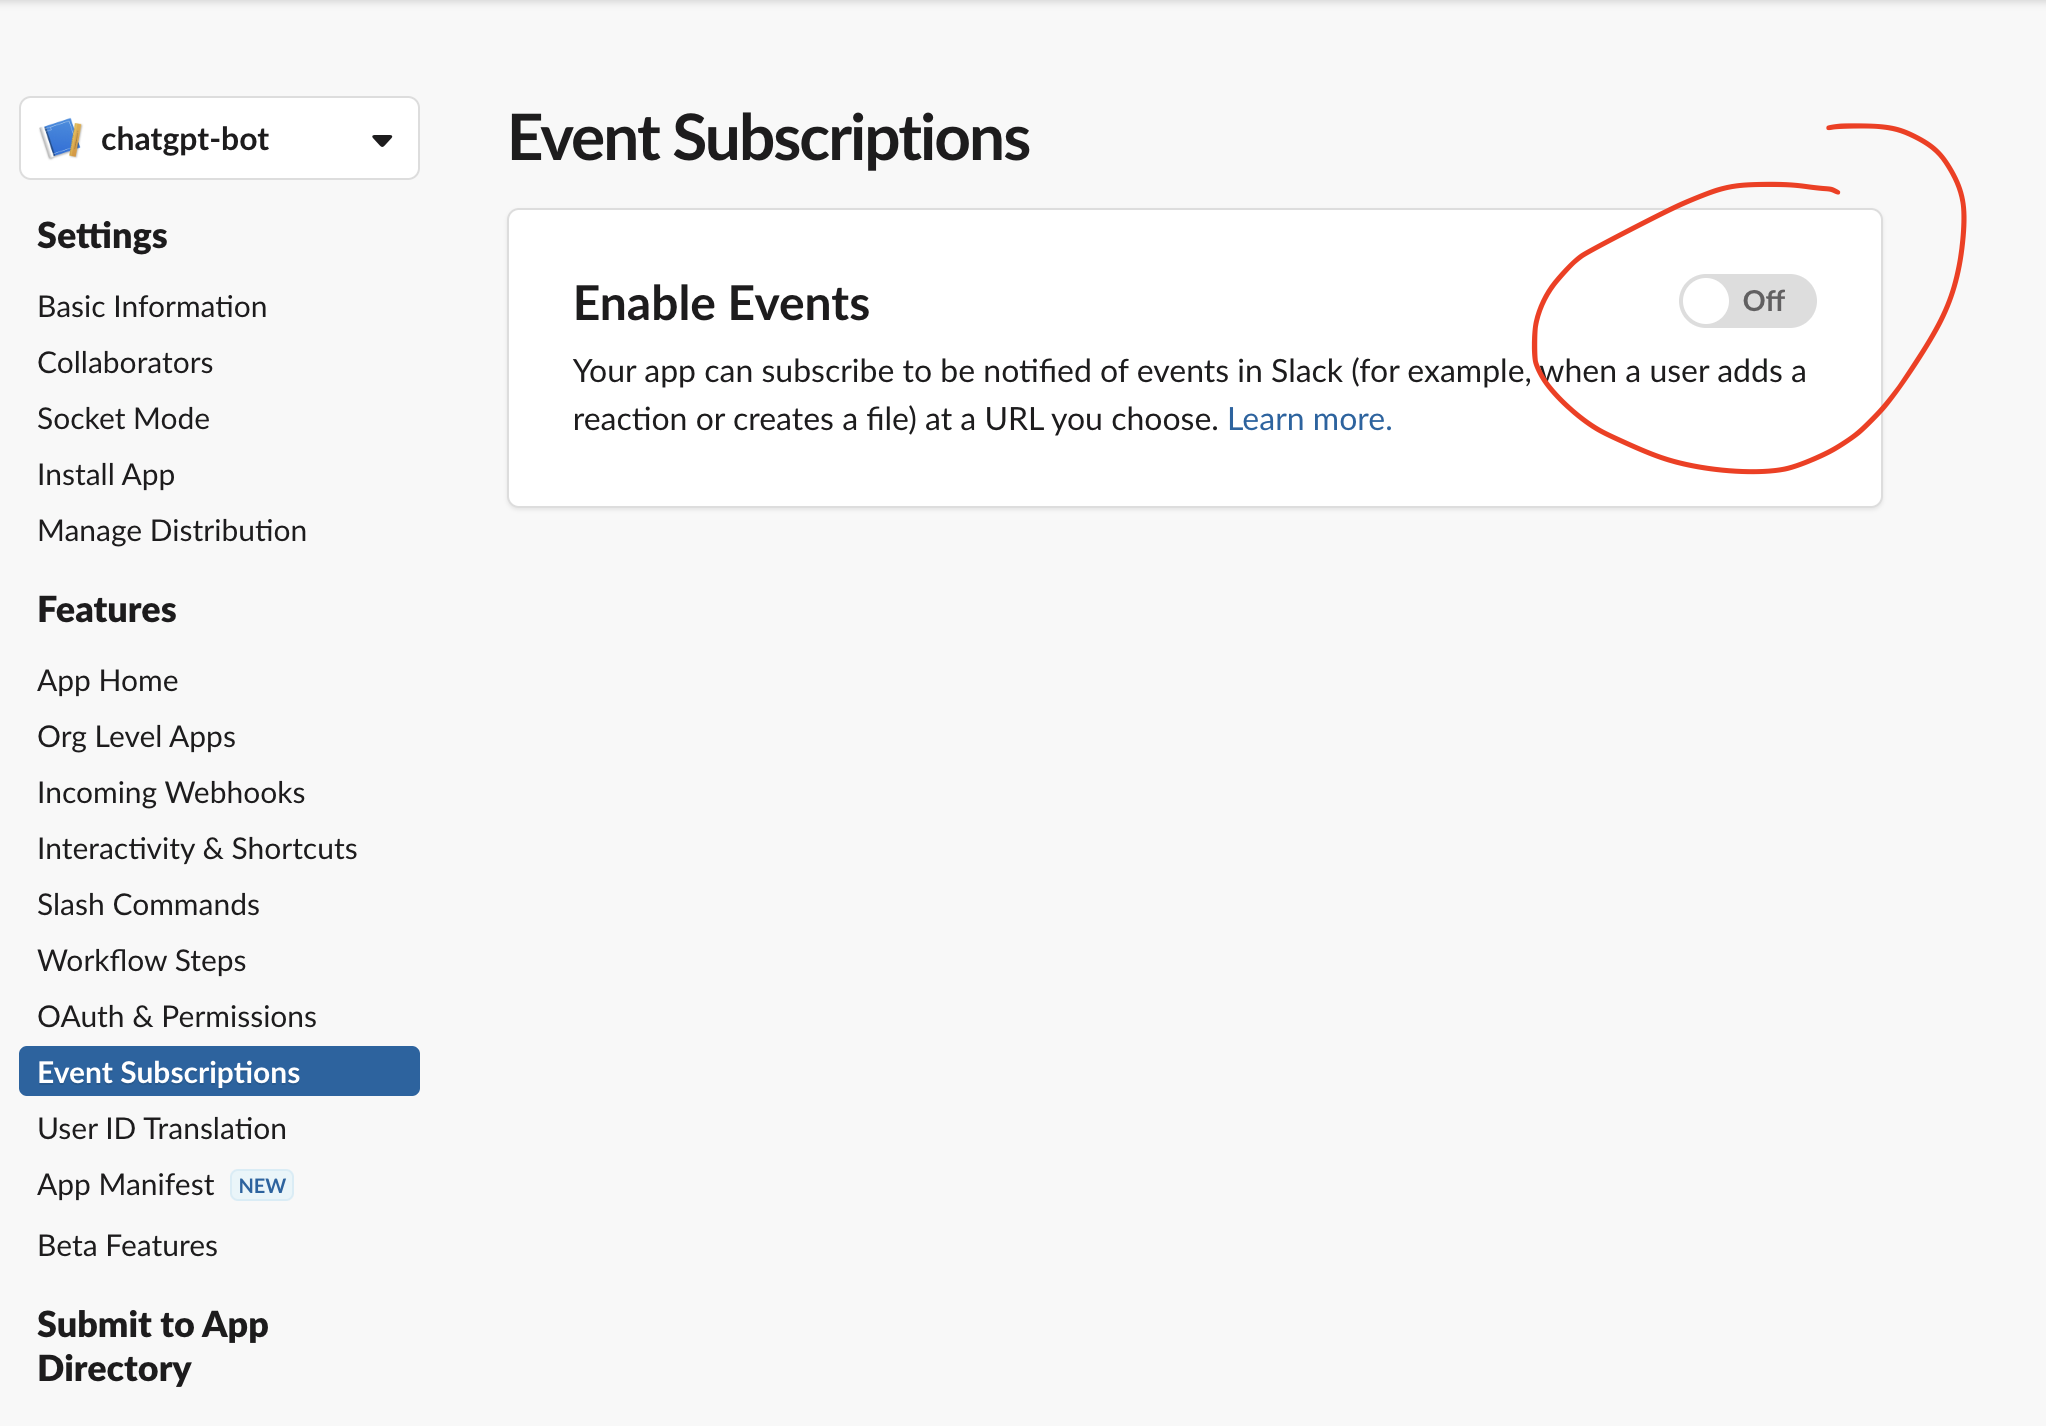 chatgpt-bot
Settings
Basic Information
Collaborators
Socket Mode
Install App
Manage Distribution
Features
App Home
Org Level Apps
Incoming Webhooks
Interactivity & Shortcuts
Slash Commands
Workflow Steps
OAuth & Permissions
Event Subscriptions
User ID Translation
App Manifest NEW
Beta Features
Submit to App
Directory
Event Subscriptions
Enable Events
Off
Your app can subscribe to be notified of events in Slack (for example, when a user adds a
reaction or creates a file) at a URL you choose. Learn more.